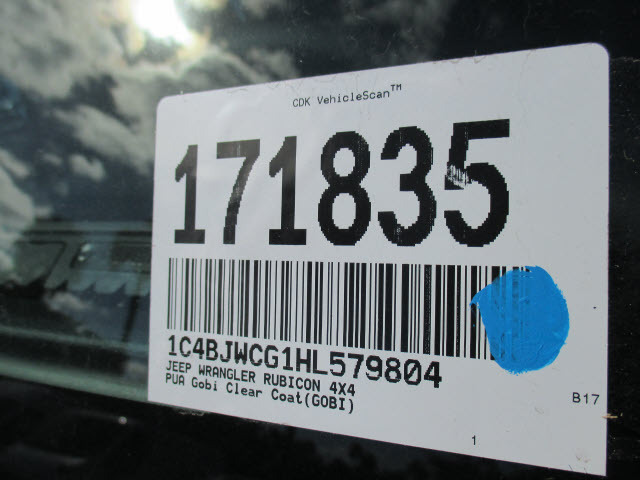 CDK VehicleScan™
171835
1C4BJWCG1HL579804
JEEP WRANGLER RUBICON 4X4
PUA Gobi Clear Coat(GOBI)
B17
1